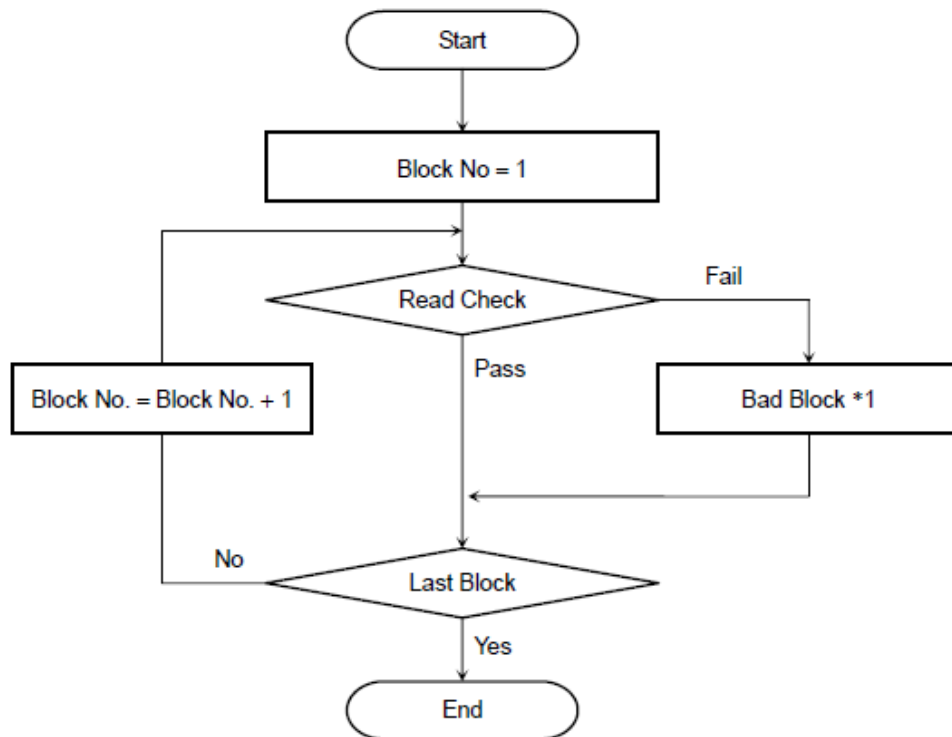 Start
Block No = 1
Read Check
Fail
Pass
Block No. = Block No. + 1
Bad Block *1
No
Last Block
Yes
End